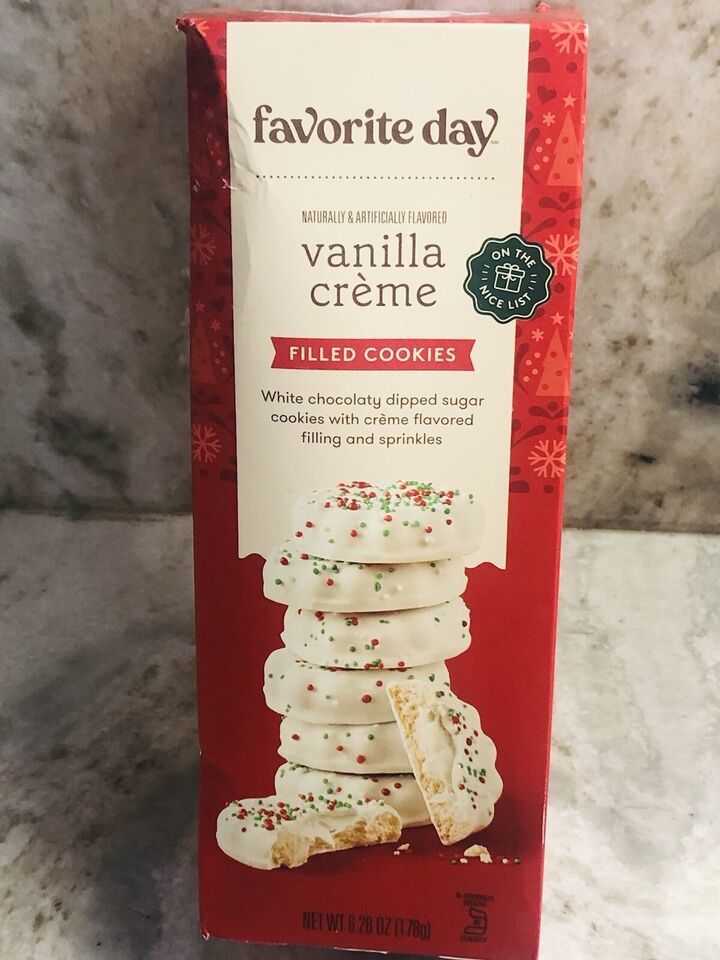 favorite day
NATURALLY & ARTIFICIALLY FLAVORED
vanilla
crème
ON THE
NICE LIST
FILLED COOKIES
White chocolaty dipped sugar
cookies with crème flavored
filling and sprinkles
NET WT 6.28 OZ (178g)
DAIRY